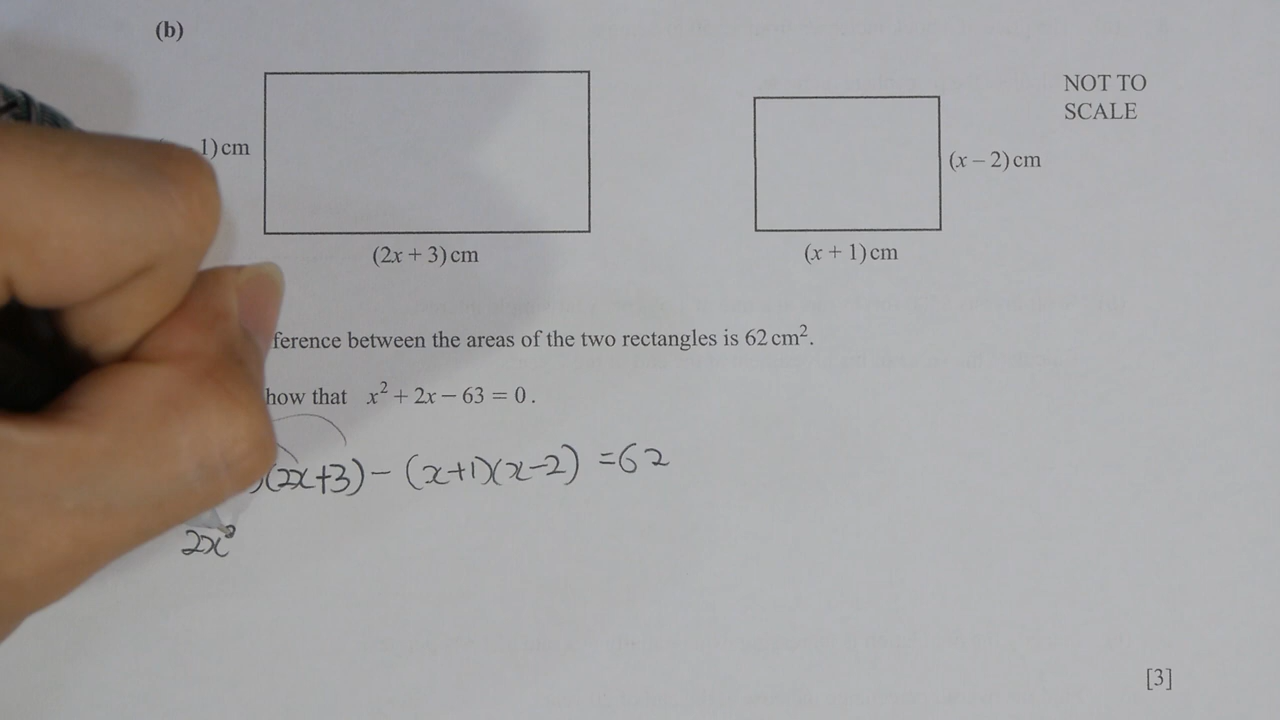 (b)
NOT TO
SCALE
1) cm
(x – 2) cm
(2x + 3) cm
(x + 1) cm
ference between the areas of the two rectangles is 62 cm².
how that x² + 2x – 63 = 0.
)(2x+3) – (x+1)(x–2) =62
2x²
[3]